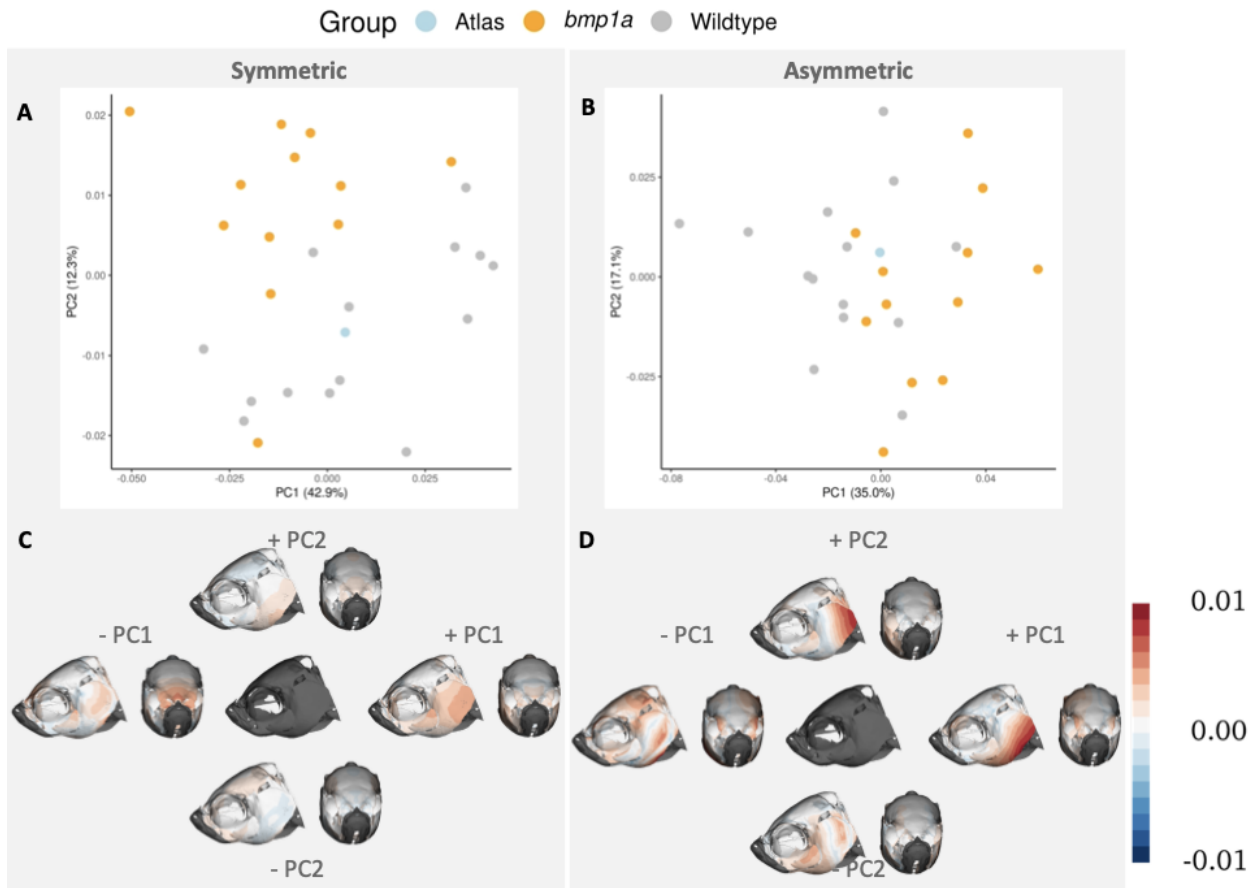 Group Atlas bmp1a Wildtype
Symmetric
Asymmetric
A
0.02
0.01
0.00
-0.01
-0.02
PC2 (12.3%)
-0.050
-0.025
0.000
0.025
PC1 (42.9%)
B
0.025
0.000
-0.025
PC2 (17.1%)
-0.08
-0.04
0.00
0.04
PC1 (35.0%)
C
+ PC2
- PC1
+ PC1
- PC2
D
+ PC2
- PC1
+ PC1
- PC2
0.01
0.00
-0.01